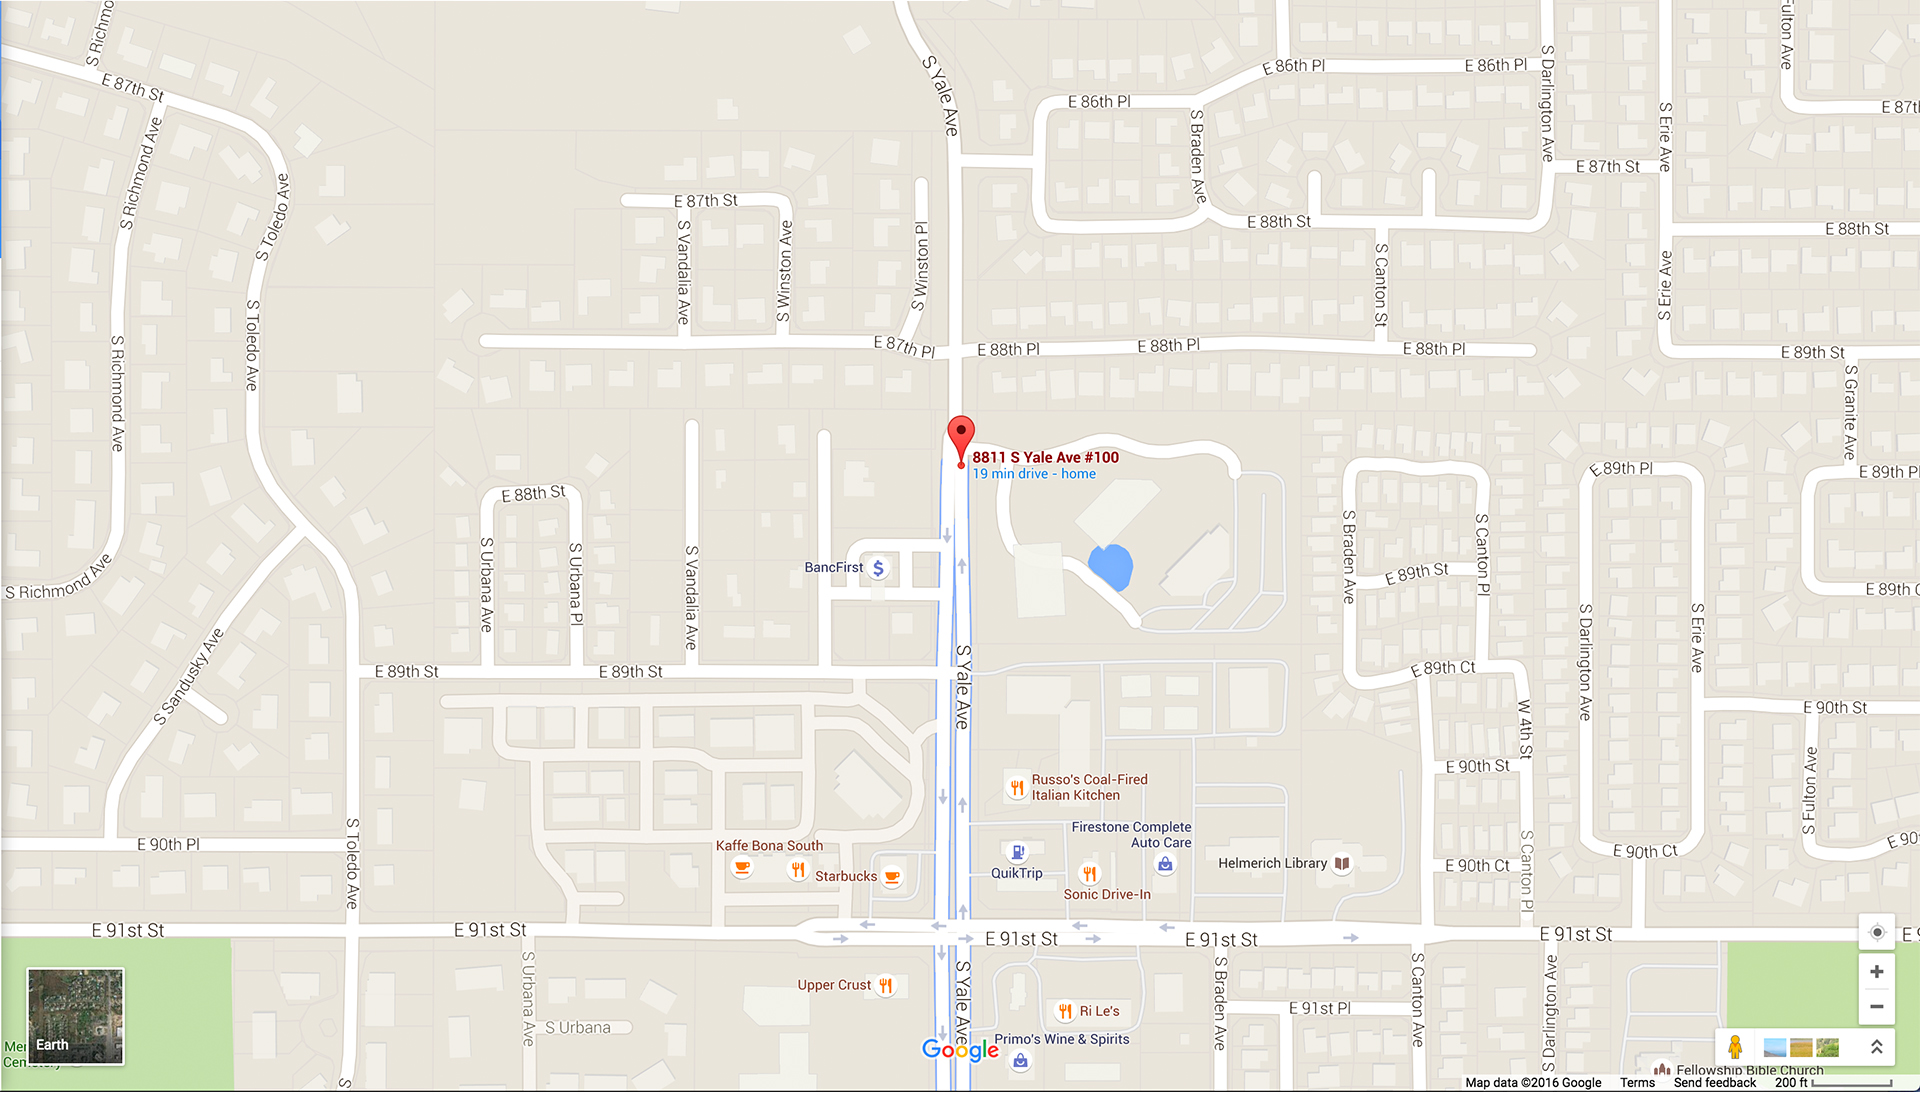 S Richmo
E 87th St
S Richmond Ave
S Toledo Ave
S Toledo Ave
S Richmond Ave
S Richmond Ave
S Sandusky Ave
E 90th Pl
S Toledo Ave
E 91st St
S Yale Ave
E 87th St
S Vandalia Ave
S Winston Ave
S Winston Pl
E 87th Pl
E 88th Pl
E 88th Pl
E 88th Pl
E 86th Pl
E 86th Pl
E 86th Pl
S Braden Ave
S Darlington Ave
S Erie Ave
Fulton Ave
E 87t
E 87th St
E 88th St
E 88th St
S Canton St
S Erie Ave
E 89th St
S Granite Ave
8811 S Yale Ave #100
19 min drive - home
E 88th St
S Urbana Ave
S Urbana Pl
S Vandalia Ave
BancFirst
E 89th St
E 89th St
S Yale Ave
S Braden Ave
E 89th St
S Canton Pl
E 89th Ct
W 4th St
E 89th Pl
S Darlington Ave
S Erie Ave
E 89th Pl
E 89th C
E 90th St
S Fulton Ave
E 90
E 90th St
E 90th Ct
S Canton Pl
E 90th Ct
Russo's Coal-Fired
Italian Kitchen
Firestone Complete
Auto Care
Helmerich Library
QuikTrip
Sonic Drive-In
Kaffe Bona South
Starbucks
E 91st St
E 91st St
E 91st St
E 91st St
E 9
S Urbana Ave
S Urbana
Upper Crust
S Yale Ave
Ri Le's
Primo's Wine & Spirits
S Braden Ave
E 91st Pl
S Canton Ave
S Darlington Ave
Fellowship Bible Church
Mem
Cemetery
Earth
S
Google
Map data ©2016 Google
Terms
Send feedback
200 ft